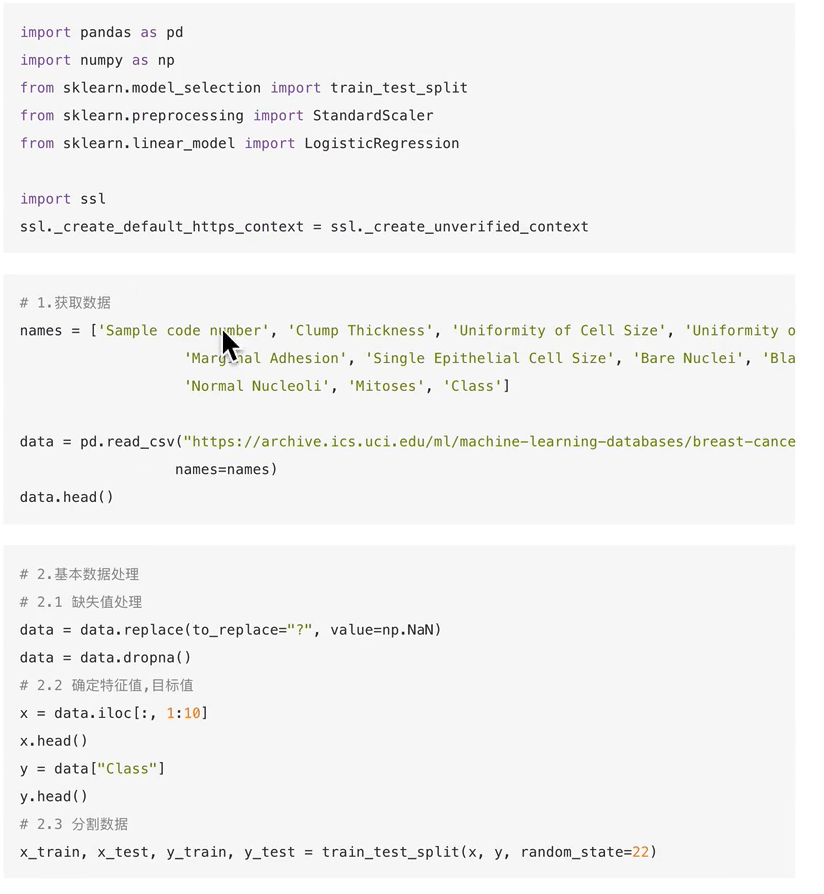 import pandas as pd
import numpy as np
from sklearn.model_selection import train_test_split
from sklearn.preprocessing import StandardScaler
from sklearn.linear_model import LogisticRegression
import ssl
ssl._create_default_https_context = ssl._create_unverified_context
# 1.获取数据
names = ['Sample code number', 'Clump Thickness', 'Uniformity of Cell Size', 'Uniformity o
'Marginal Adhesion', 'Single Epithelial Cell Size', 'Bare Nuclei', 'Bla
'Normal Nucleoli', 'Mitoses', 'Class']
data = pd.read_csv("https://archive.ics.uci.edu/ml/machine-learning-databases/breast-cance
names=names)
data.head()
# 2.基本数据处理
# 2.1 缺失值处理
data = data.replace(to_replace="?", value=np.NaN)
data = data.dropna()
# 2.2 确定特征值,目标值
x = data.iloc[:, 1:10]
x.head()
y = data["Class"]
y.head()
# 2.3 分割数据
x_train, x_test, y_train, y_test = train_test_split(x, y, random_state=22)